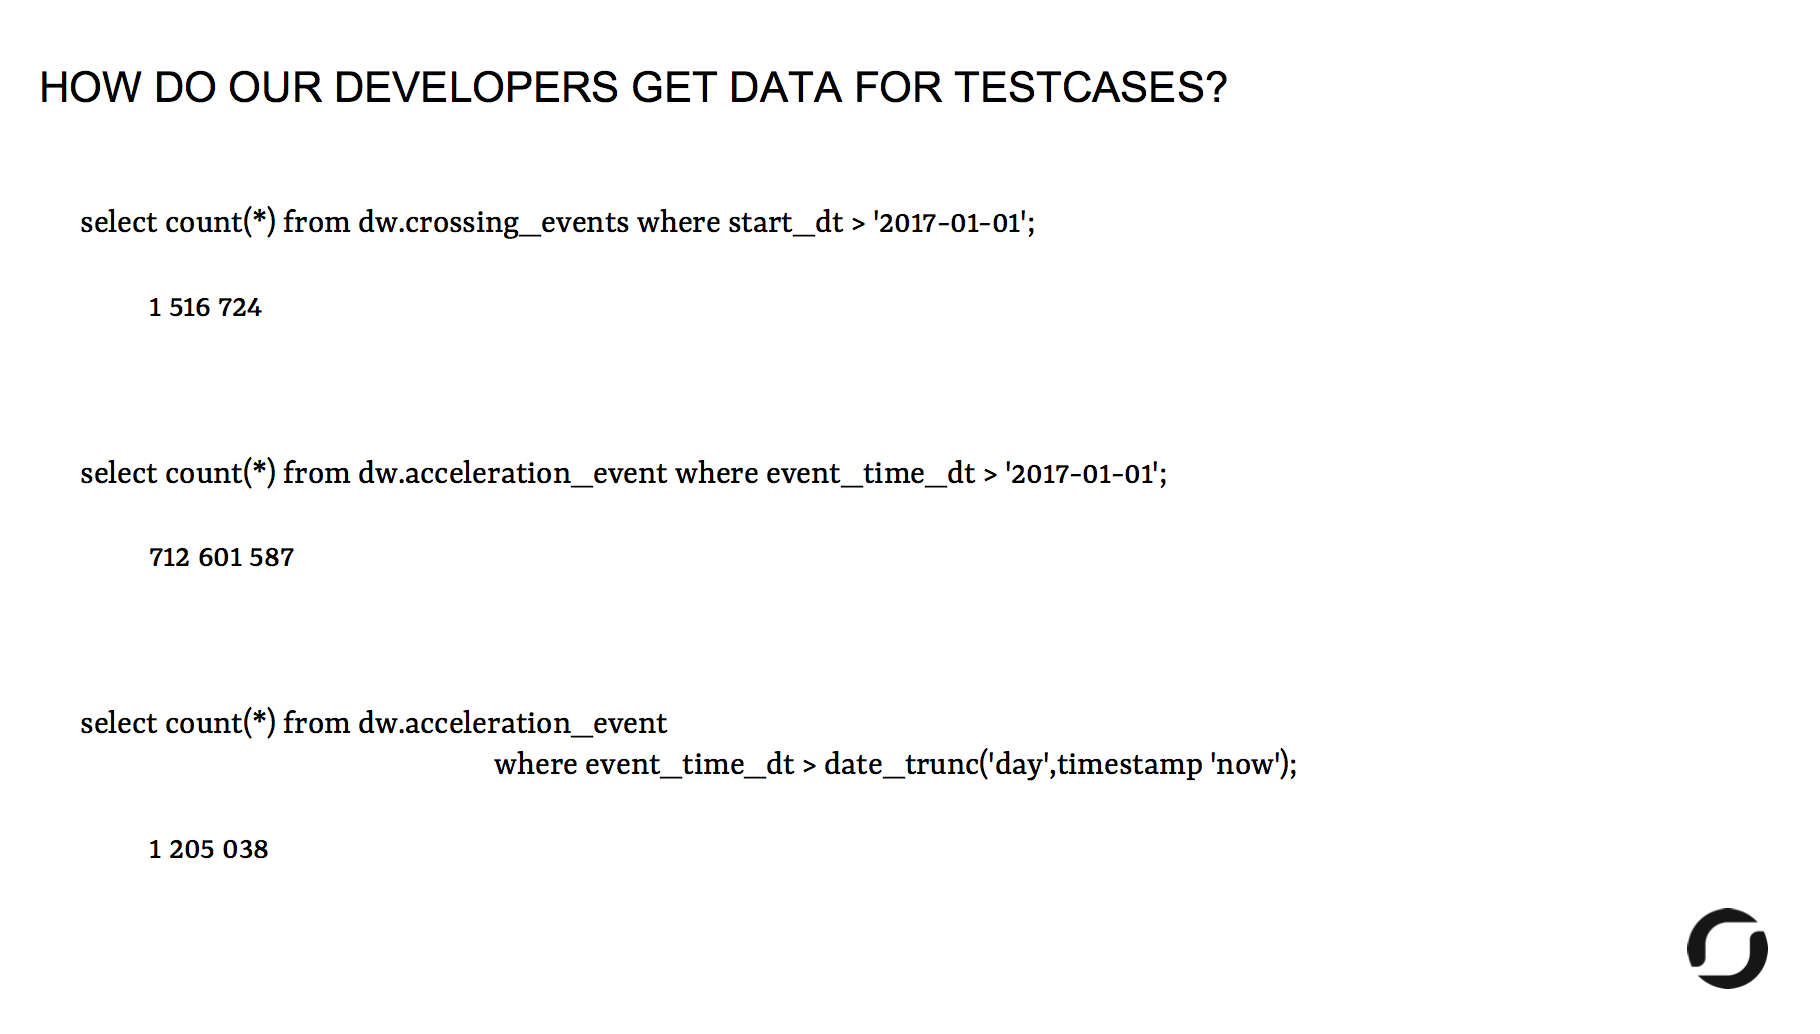 HOW DO OUR DEVELOPERS GET DATA FOR TESTCASES?
select count(*) from dw.crossing_events where start_dt > '2017-01-01';
1 516 724
select count(*) from dw.acceleration_event where event_time_dt > '2017-01-01';
712 601 587
select count(*) from dw.acceleration_event
where event_time_dt > date_trunc('day',timestamp 'now');
1 205 038